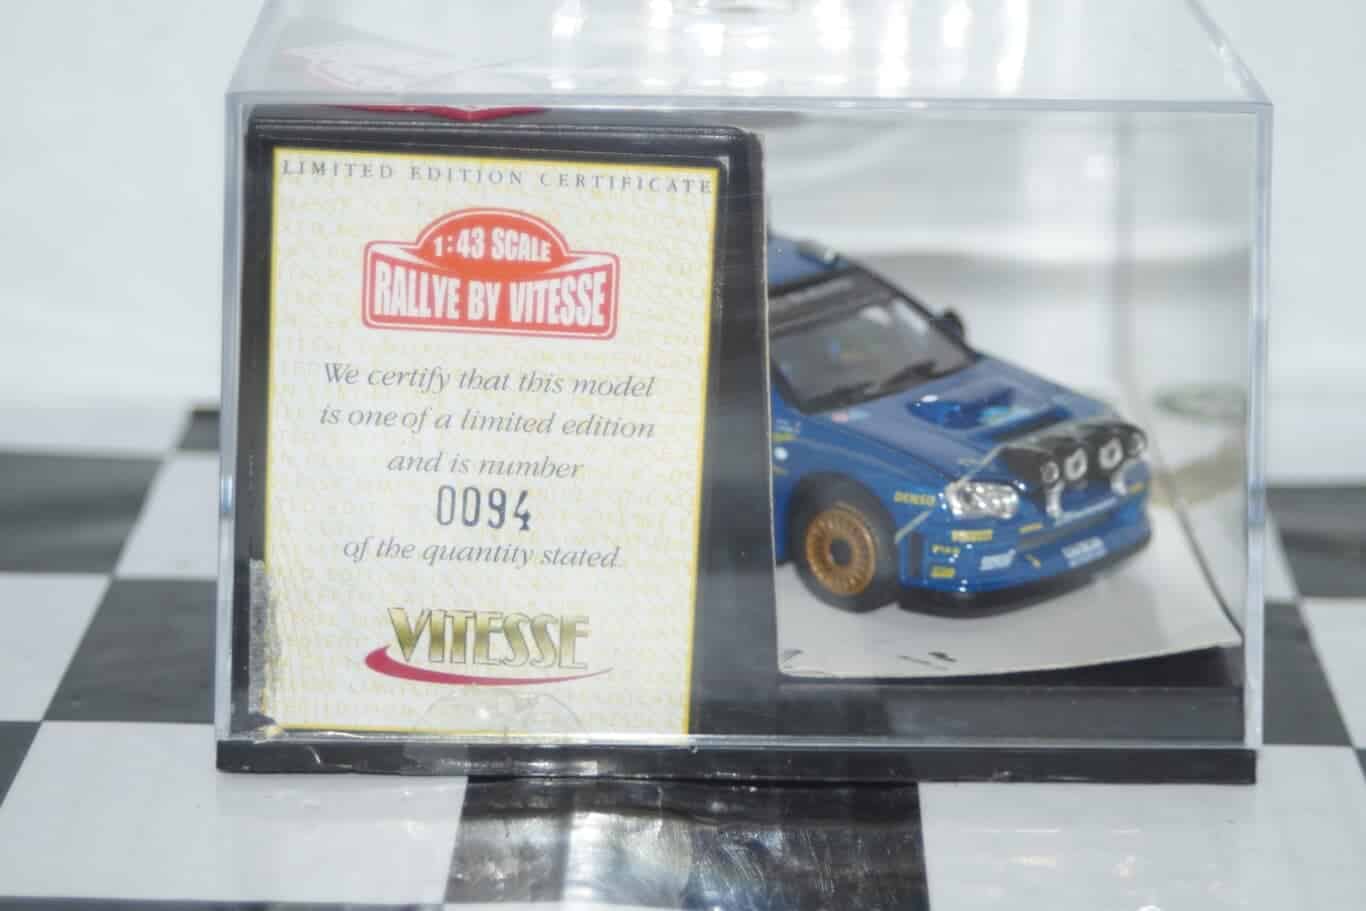 LIMITED EDITION CERTIFICATE
1:43 SCALE
RALLYE BY VITESSE
We certify that this model
is one of a limited edition
and is number
0094
of the quantity stated.
VITESSE
DENSO